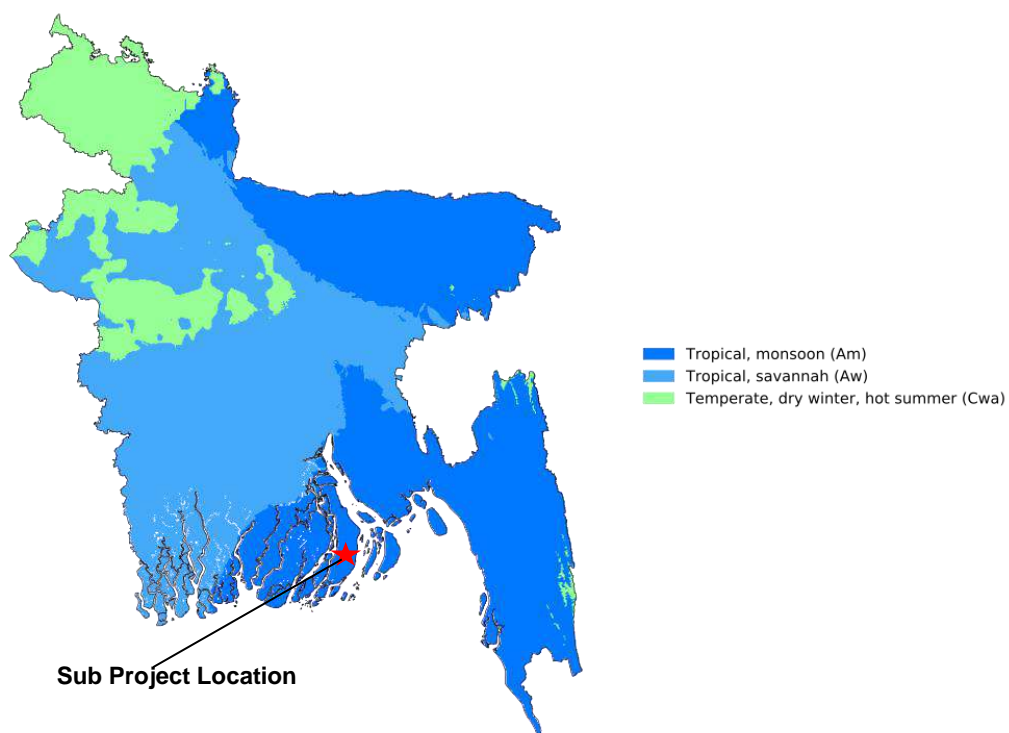 Tropical, monsoon (Am)
Tropical, savannah (Aw)
Temperate, dry winter, hot summer (Cwa)
Sub Project Location